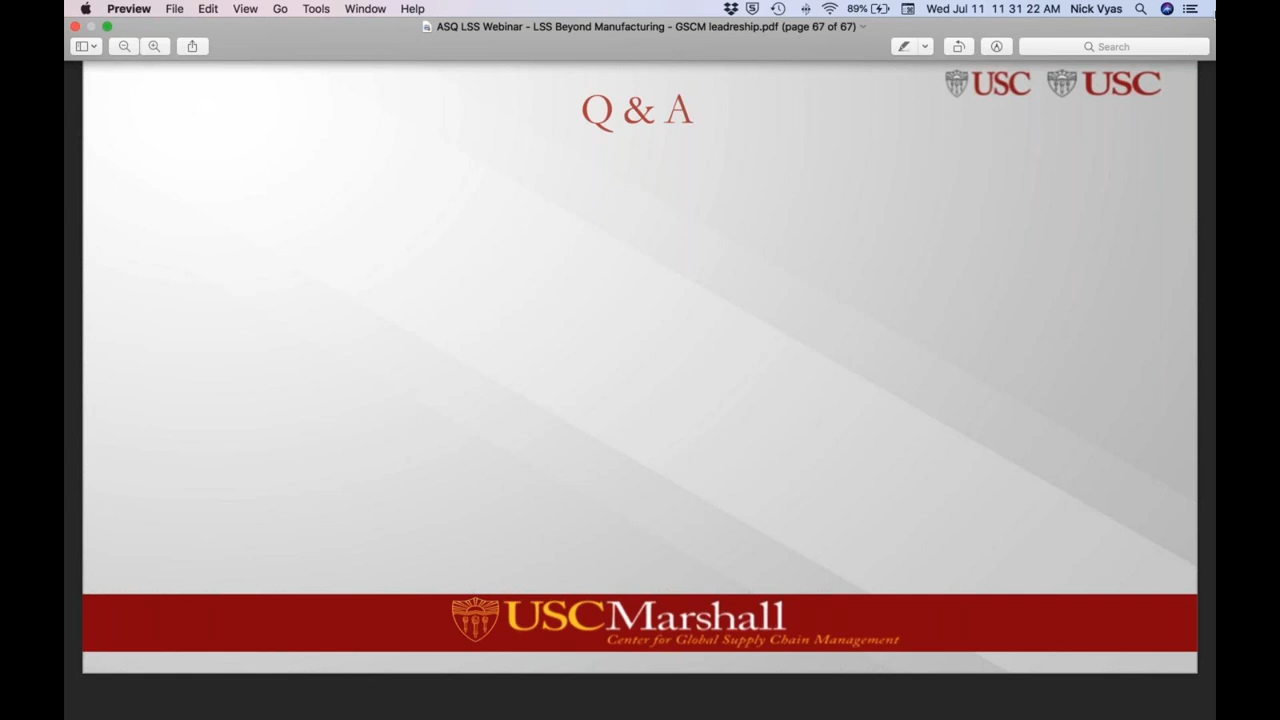 Preview File Edit View Go Tools Window Help 89% Wed Jul 11 11 31 22 AM Nick Vyas
ASQ LSS Webinar - LSS Beyond Manufacturing - GSCM leadreship.pdf (page 67 of 67)
Search
USC USC
Q & A
USCMarshall
Center for Global Supply Chain Management